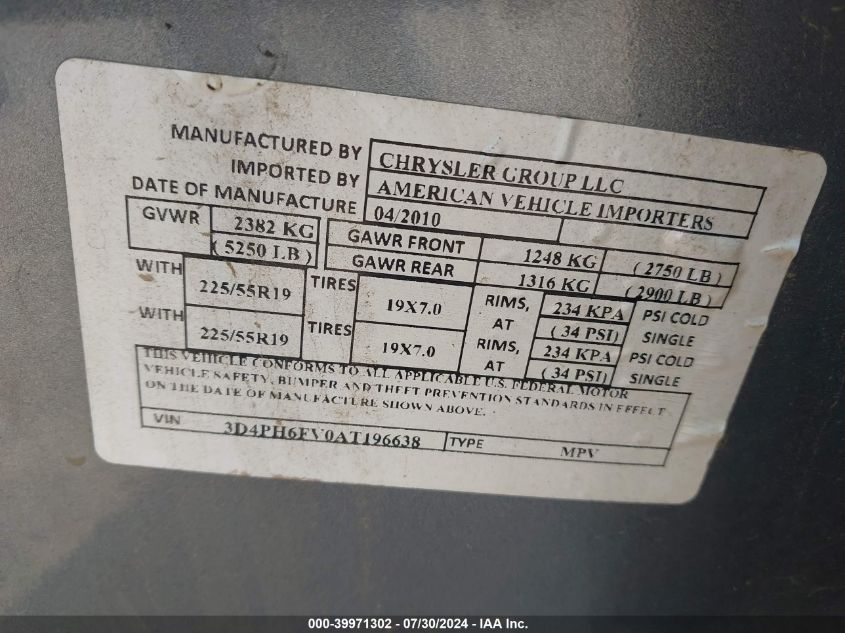 MANUFACTURED BY CHRYSLER GROUP LLC
IMPORTED BY AMERICAN VEHICLE IMPORTERS
DATE OF MANUFACTURE 04/2010
GVWR 2382 KG GAWR FRONT 1248 KG (2750 LB)
(5250 LB) GAWR REAR 1316 KG (2900 LB)
WITH 225/55R19 TIRES 19X7.0 RIMS, 234 KPA PSI COLD
AT (34 PSI) SINGLE
WITH 225/55R19 TIRES 19X7.0 RIMS, 234 KPA PSI COLD
AT (34 PSI) SINGLE
THIS VEHICLE CONFORMS TO ALL APPLICABLE U.S. FEDERAL MOTOR
VEHICLE SAFETY, BUMPER AND THEFT PREVENTION STANDARDS IN EFFECT
ON THE DATE OF MANUFACTURE SHOWN ABOVE.
VIN 3D4PH6FV0AT196638 TYPE MPV
000-39971302 - 07/30/2024 - IAA Inc.